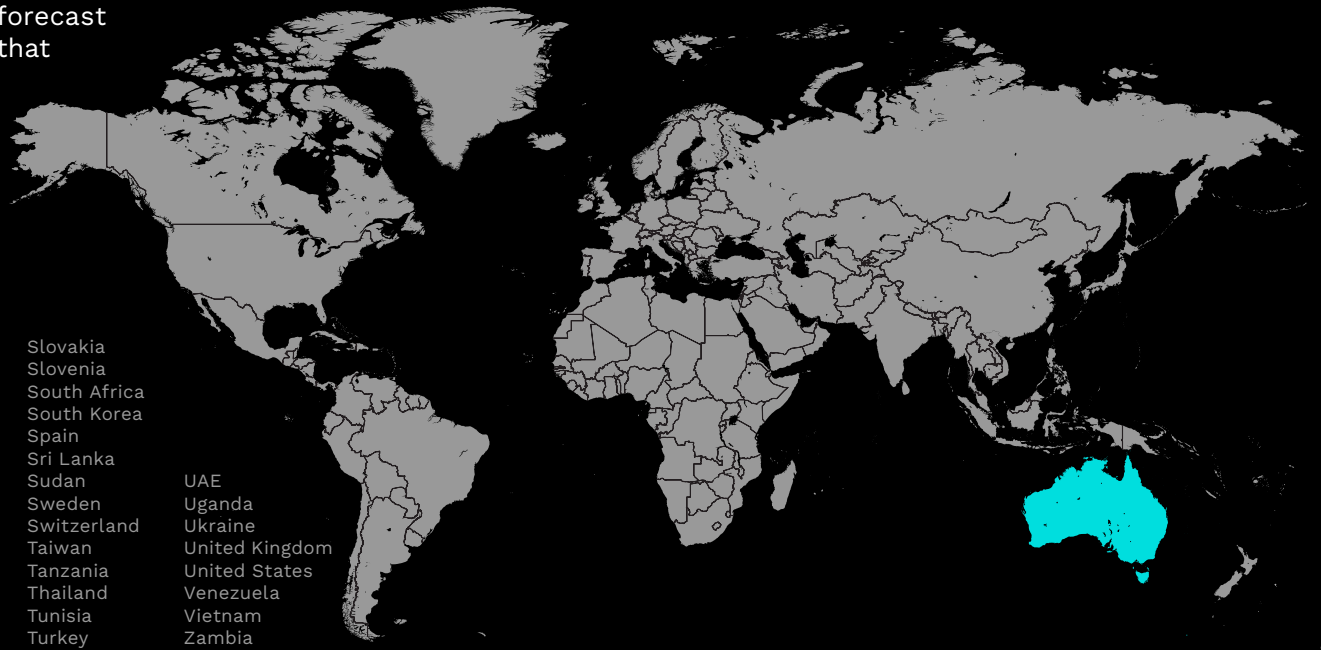 forecast
that
Slovakia
Slovenia
South Africa
South Korea
Spain
Sri Lanka
Sudan
Sweden
Switzerland
Taiwan
Tanzania
Thailand
Tunisia
Turkey
UAE
Uganda
Ukraine
United Kingdom
United States
Venezuela
Vietnam
Zambia